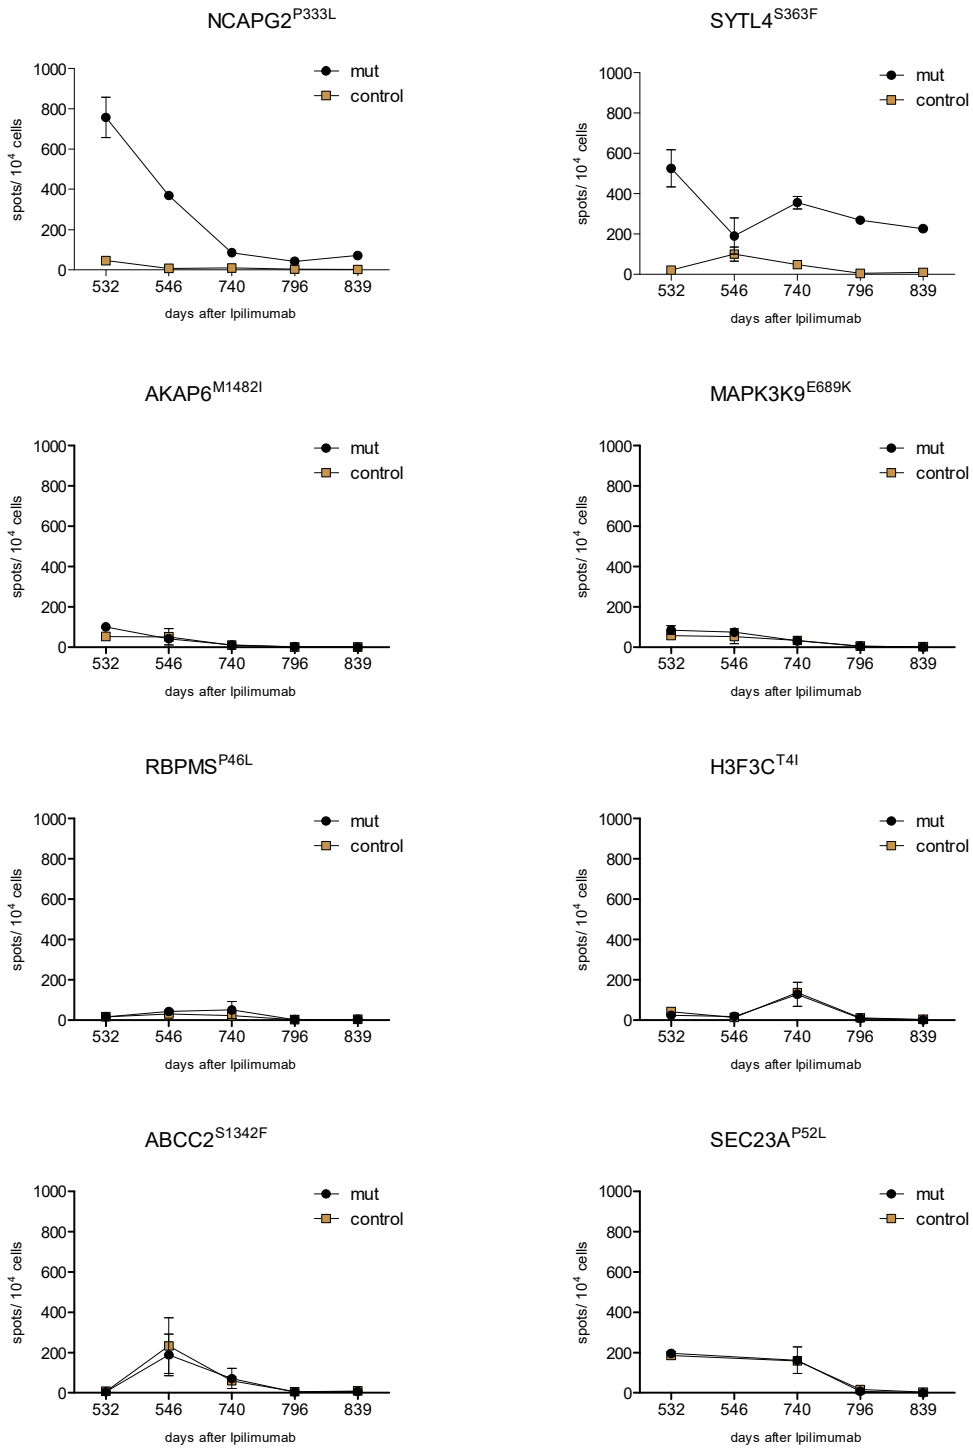 NCAPG2P333L
mut
control
1000
800
600
400
200
0
spots/ 10⁴ cells
532 546 740 796 839
days after Ipilimumab
SYTL4S363F
mut
control
1000
800
600
400
200
0
spots/ 10⁴ cells
532 546 740 796 839
days after Ipilimumab
AKAP6M1482I
mut
control
1000
800
600
400
200
0
spots/ 10⁴ cells
532 546 740 796 839
days after Ipilimumab
MAPK3K9E689K
mut
control
1000
800
600
400
200
0
spots/ 10⁴ cells
532 546 740 796 839
days after Ipilimumab
RBPMSP46L
mut
control
1000
800
600
400
200
0
spots/ 10⁴ cells
532 546 740 796 839
days after Ipilimumab
H3F3CT4I
mut
control
1000
800
600
400
200
0
spots/ 10⁴ cells
532 546 740 796 839
days after Ipilimumab
ABCC2S1342F
mut
control
1000
800
600
400
200
0
spots/ 10⁴ cells
532 546 740 796 839
days after Ipilimumab
SEC23AP52L
mut
control
1000
800
600
400
200
0
spots/ 10⁴ cells
532 546 740 796 839
days after Ipilimumab